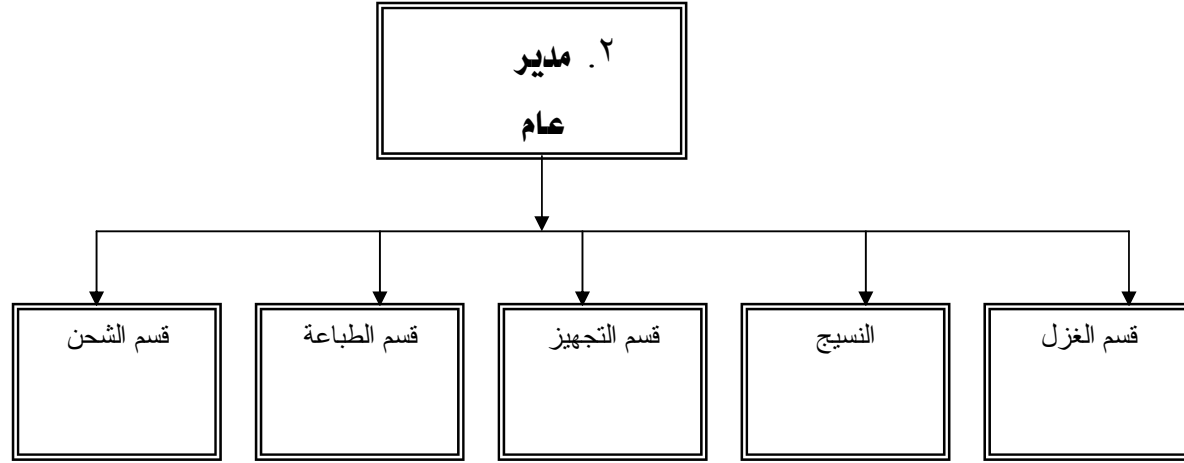 ٢. مدير
عام
قسم الغزل
النسيج
قسم التجهيز
قسم الطباعة
قسم الشحن